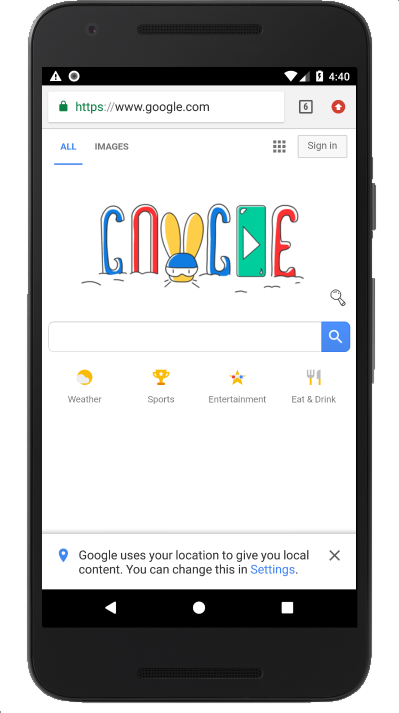 4:40
https://www.google.com
6
ALL
IMAGES
Sign in
GOOGLE
Weather
Sports
Entertainment
Eat & Drink
Google uses your location to give you local
content. You can change this in Settings.